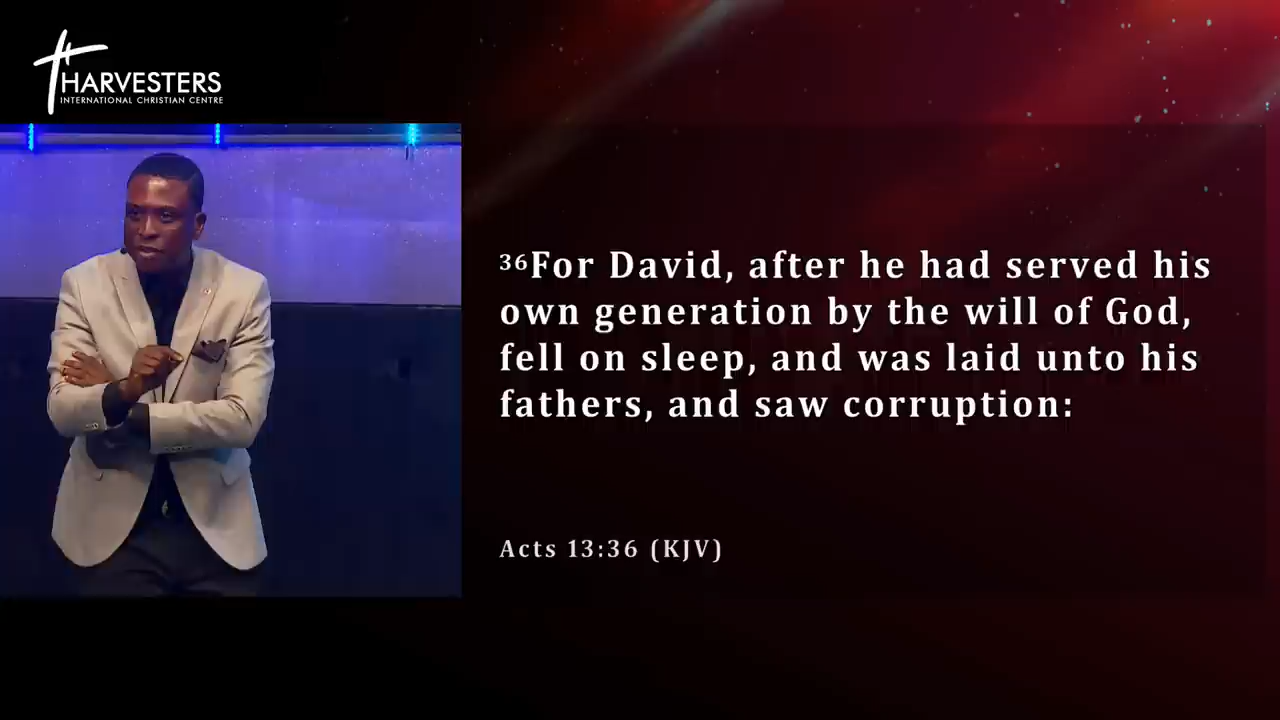 HARVESTERS
INTERNATIONAL CHRISTIAN CENTRE
³⁶For David, after he had served his
own generation by the will of God,
fell on sleep, and was laid unto his
fathers, and saw corruption:
Acts 13:36 (KJV)